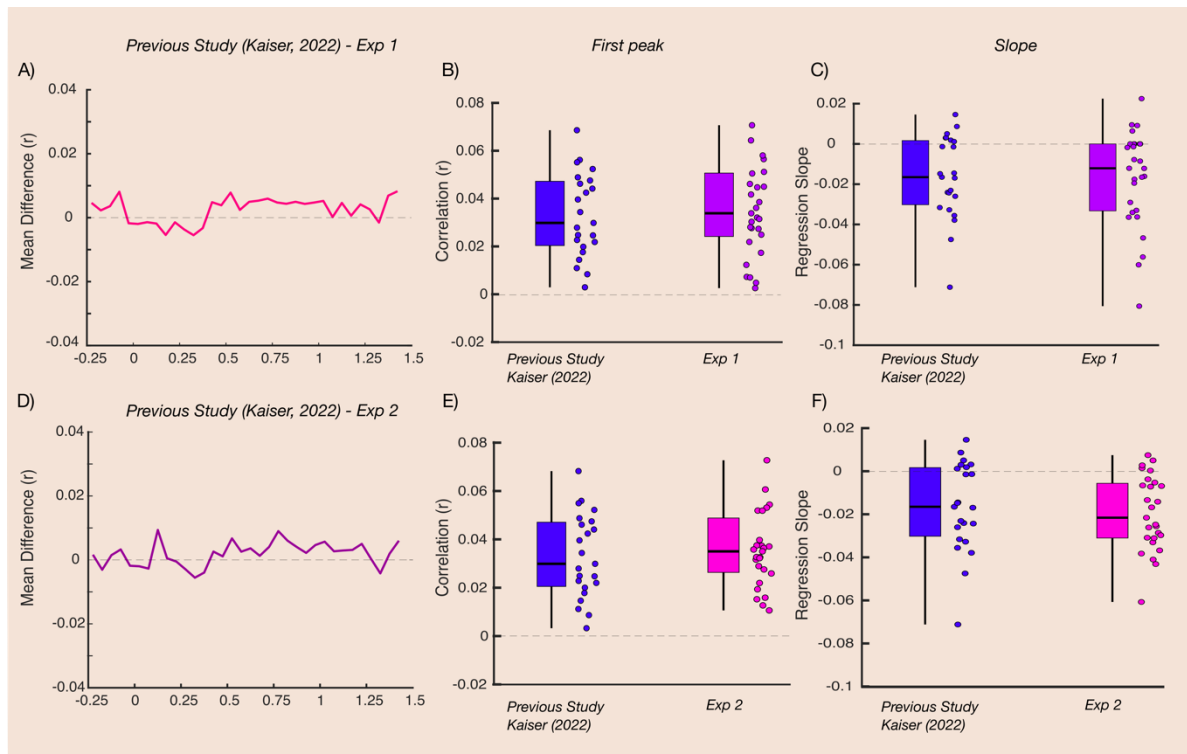 Previous Study (Kaiser, 2022) - Exp 1
First peak
Slope
A)
B)
C)
Mean Difference (r)
0.04
0.02
0
-0.02
-0.04
-0.25 0 0.25 0.5 0.75 1 1.25 1.5
Correlation (r)
0.08
0.06
0.04
0.02
0
-0.02
Previous Study
Kaiser (2022)
Exp 1
Regression Slope
0.02
0
-0.02
-0.04
-0.06
-0.08
-0.1
Previous Study
Kaiser (2022)
Exp 1
D)
Previous Study (Kaiser, 2022) - Exp 2
E)
F)
Mean Difference (r)
0.04
0.02
0
-0.02
-0.04
-0.25 0 0.25 0.5 0.75 1 1.25 1.5
Correlation (r)
0.08
0.06
0.04
0.02
0
-0.02
Previous Study
Kaiser (2022)
Exp 2
Regression Slope
0.02
0
-0.02
-0.04
-0.06
-0.08
-0.1
Previous Study
Kaiser (2022)
Exp 2